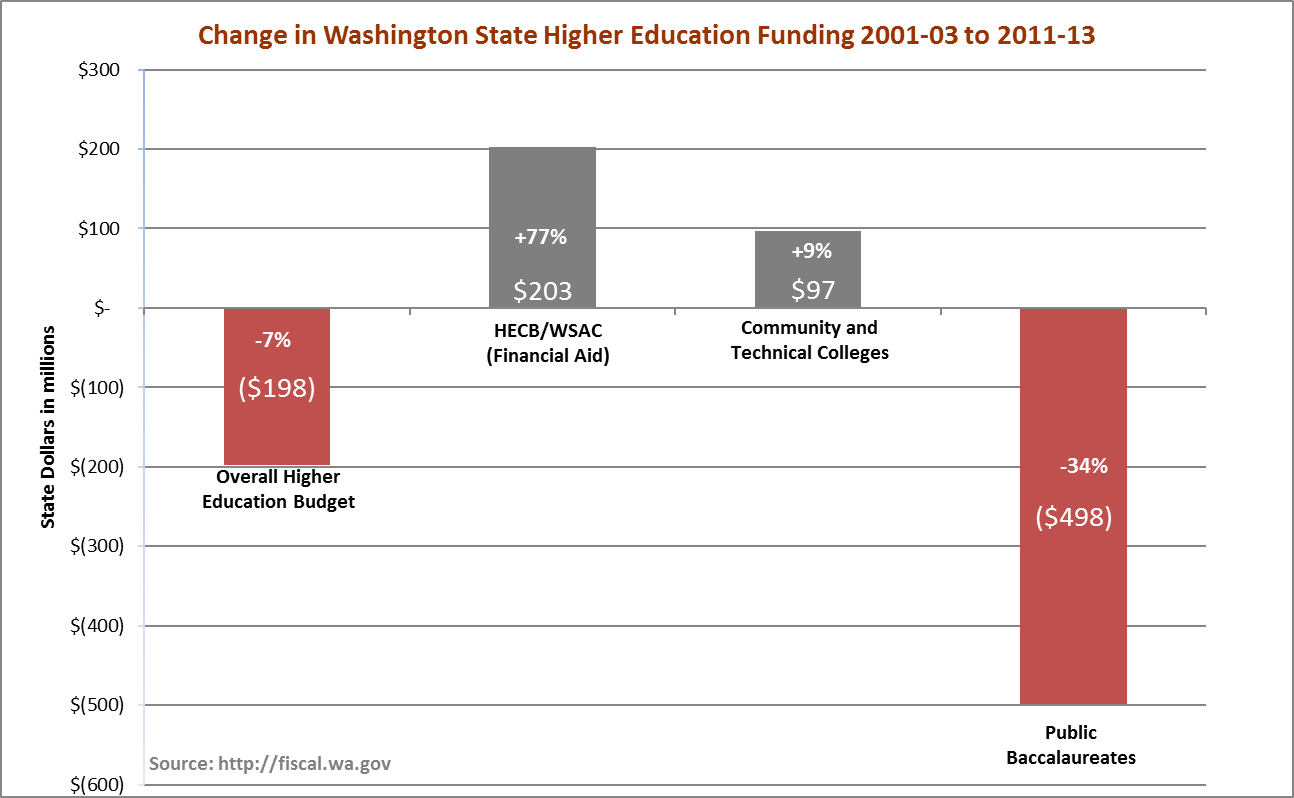 Change in Washington State Higher Education Funding 2001-03 to 2011-13
$300
$200
$100
$-
$(100)
$(200)
$(300)
$(400)
$(500)
$(600)
State Dollars in millions
-7%
($198)
Overall Higher
Education Budget
+77%
$203
HECB/WSAC
(Financial Aid)
+9%
$97
Community and
Technical Colleges
-34%
($498)
Public
Baccalaureates
Source: http://fiscal.wa.gov